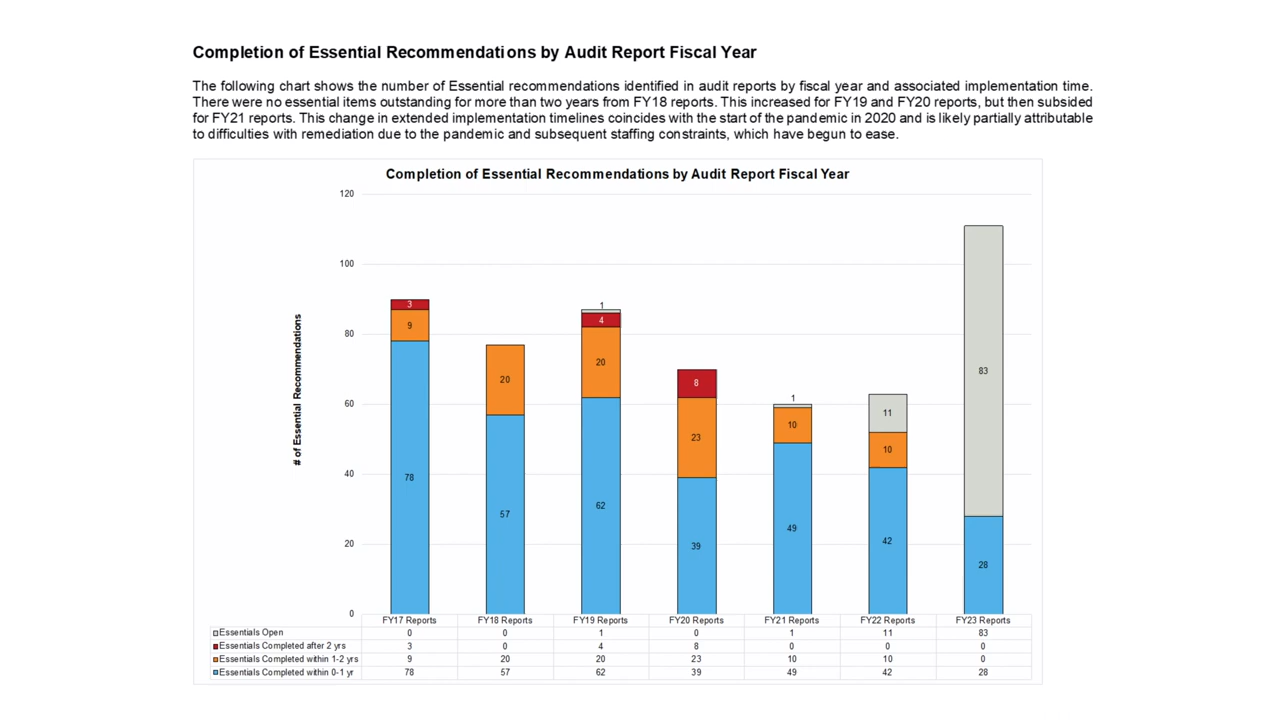 Completion of Essential Recommendations by Audit Report Fiscal Year
The following chart shows the number of Essential recommendations identified in audit reports by fiscal year and associated implementation time.
There were no essential items outstanding for more than two years from FY18 reports. This increased for FY19 and FY20 reports, but then subsided
for FY21 reports. This change in extended implementation timelines coincides with the start of the pandemic in 2020 and is likely partially attributable
to difficulties with remediation due to the pandemic and subsequent staffing constraints, which have begun to ease.
Completion of Essential Recommendations by Audit Report Fiscal Year
# of Essential Recommendations
120
100
80
60
40
20
0
3
9
78
20
57
1
4
20
62
8
23
39
1
10
49
11
10
42
83
28
FY17 Reports FY18 Reports FY19 Reports FY20 Reports FY21 Reports FY22 Reports FY23 Reports
Essentials Open 0 0 1 0 1 11 83
Essentials Completed after 2 yrs 3 0 4 8 0 0 0
Essentials Completed within 1-2 yrs 9 20 20 23 10 10 0
Essentials Completed within 0-1 yr 78 57 62 39 49 42 28